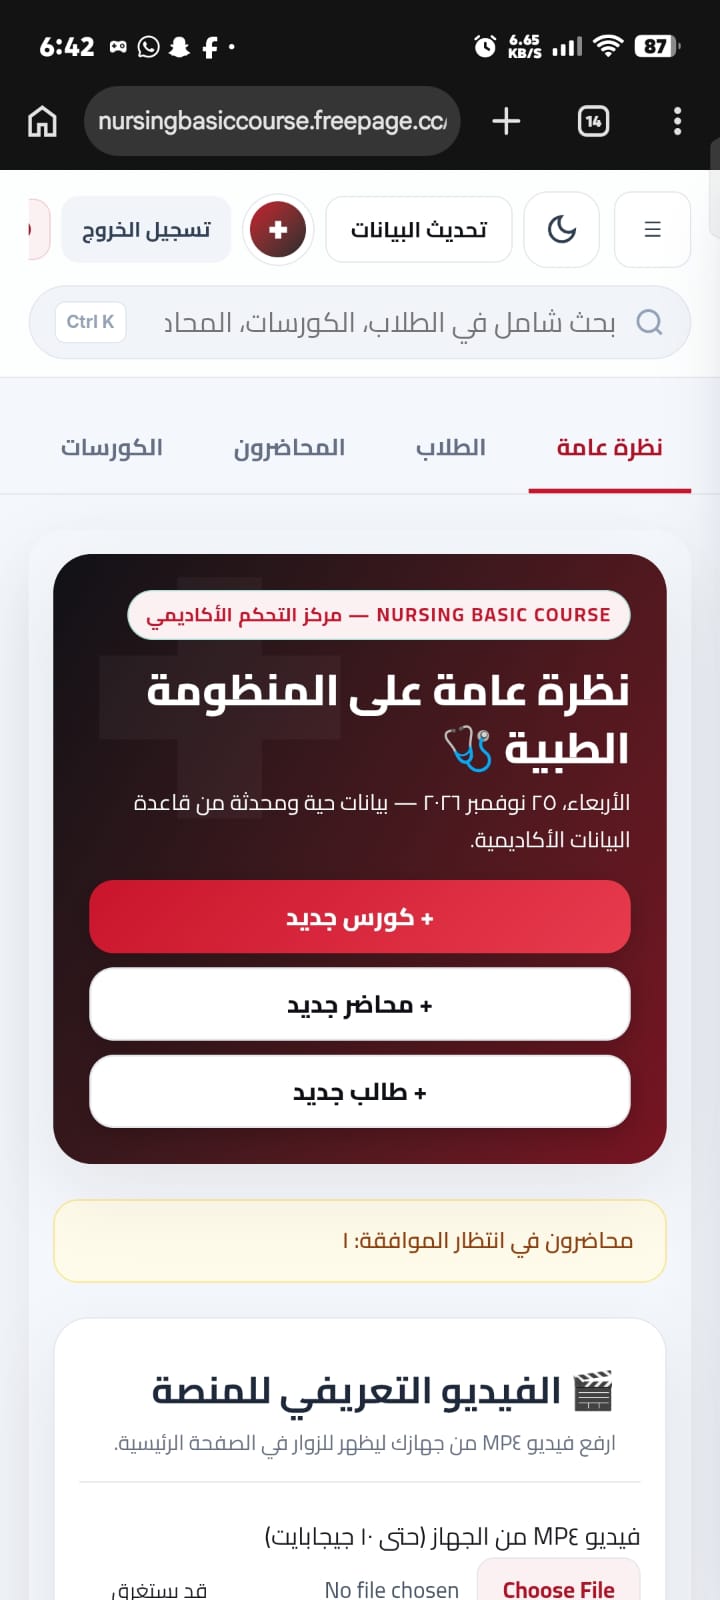 6:42
6.65 KB/S
87
nursingbasiccourse.freepage.cc/
14
تحديث البيانات
تسجيل الخروج
بحث شامل في الطلاب، الكورسات، المحاد
Ctrl K
نظرة عامة
الطلاب
المحاضرون
الكورسات
NURSING BASIC COURSE — مركز التحكم الأكاديمي
نظرة عامة على المنظومة
الطبية
الأربعاء، ٢٥ نوفمبر ٢٠٢٦ — بيانات حية ومحدثة من قاعدة
البيانات الأكاديمية.
+ كورس جديد
+ محاضر جديد
+ طالب جديد
محاضرون في انتظار الموافقة: ١
الفيديو التعريفي للمنصة
ارفع فيديو MP٤ من جهازك ليظهر للزوار في الصفحة الرئيسية.
فيديو MP٤ من الجهاز (حتى ١٠ جيجابايت)
Choose File
No file chosen
قد يستغرق